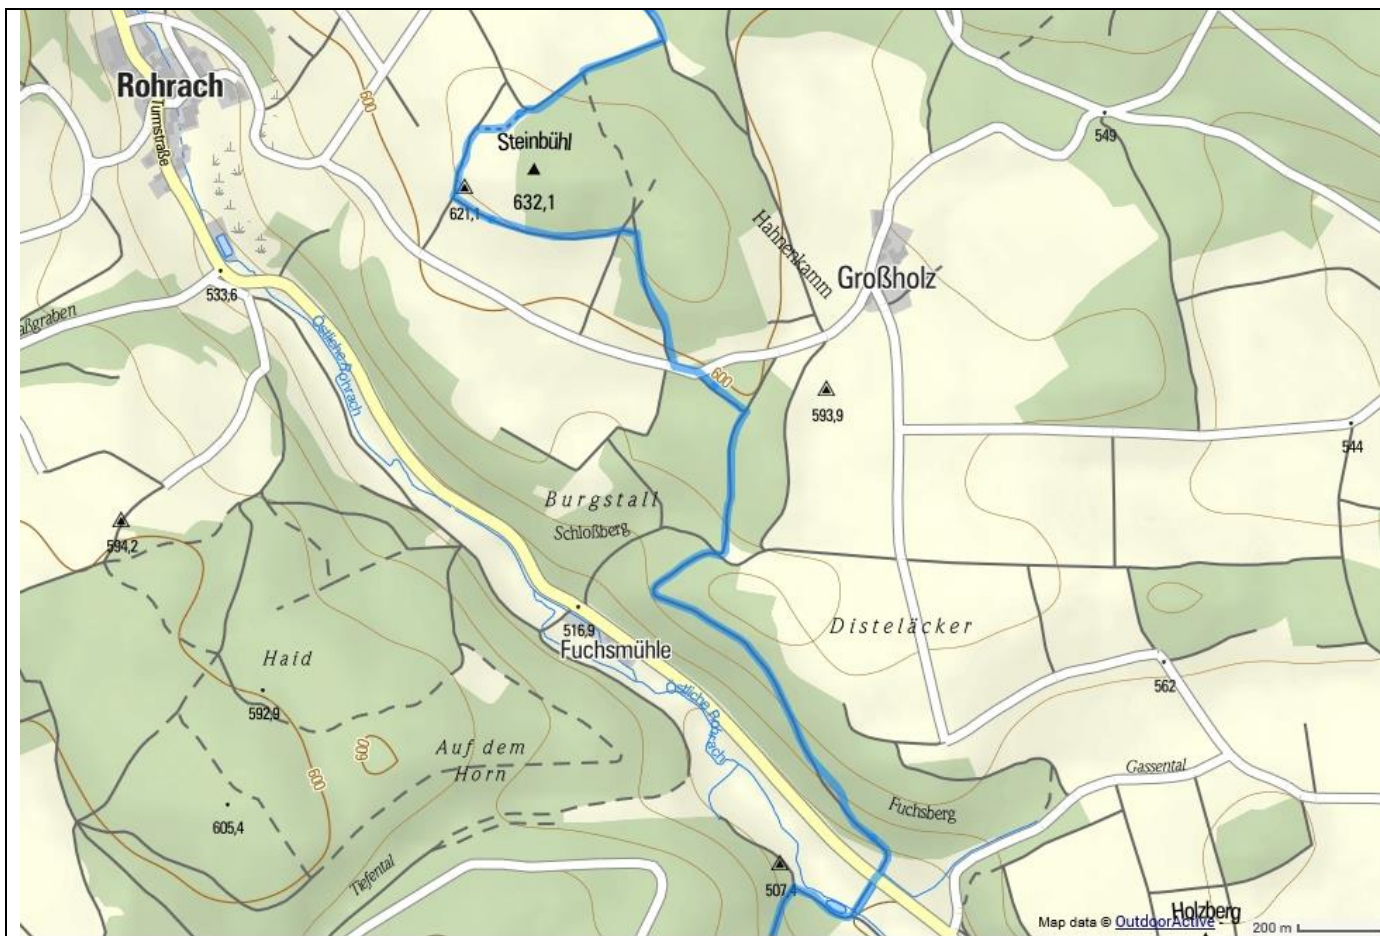 Rohrach
Turmstraße
600
Steinbühl
632,1
621,1
549
Hahnenkamm
Großholz
533,6
Östliche Rohrach
600
593,9
544
Burgstall
Schloßberg
594,2
516,9
Fuchsmühle
Distelächer
Haid
592,9
562
Östliche Rohrach
Auf dem
Horn
600
600
Gassental
605,4
Fuchsberg
Tiefental
507,4
Holzberg
Map data © OutdoorActive
200 m